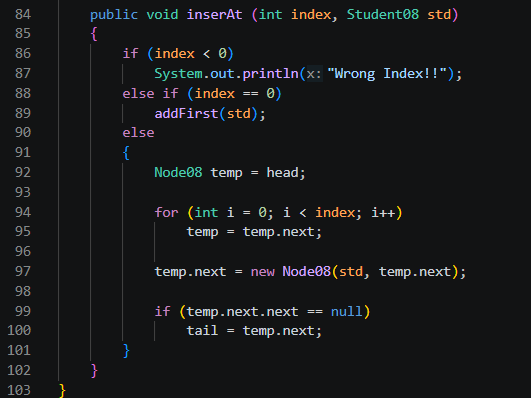 84 public void inserAt (int index, Student08 std)
85 {
86 if (index < 0)
87 System.out.println(x: "Wrong Index!!");
88 else if (index == 0)
89 addFirst(std);
90 else
91 {
92 Node08 temp = head;
93
94 for (int i = 0; i < index; i++)
95 temp = temp.next;
96
97 temp.next = new Node08(std, temp.next);
98
99 if (temp.next.next == null)
100 tail = temp.next;
101 }
102 }
103 }